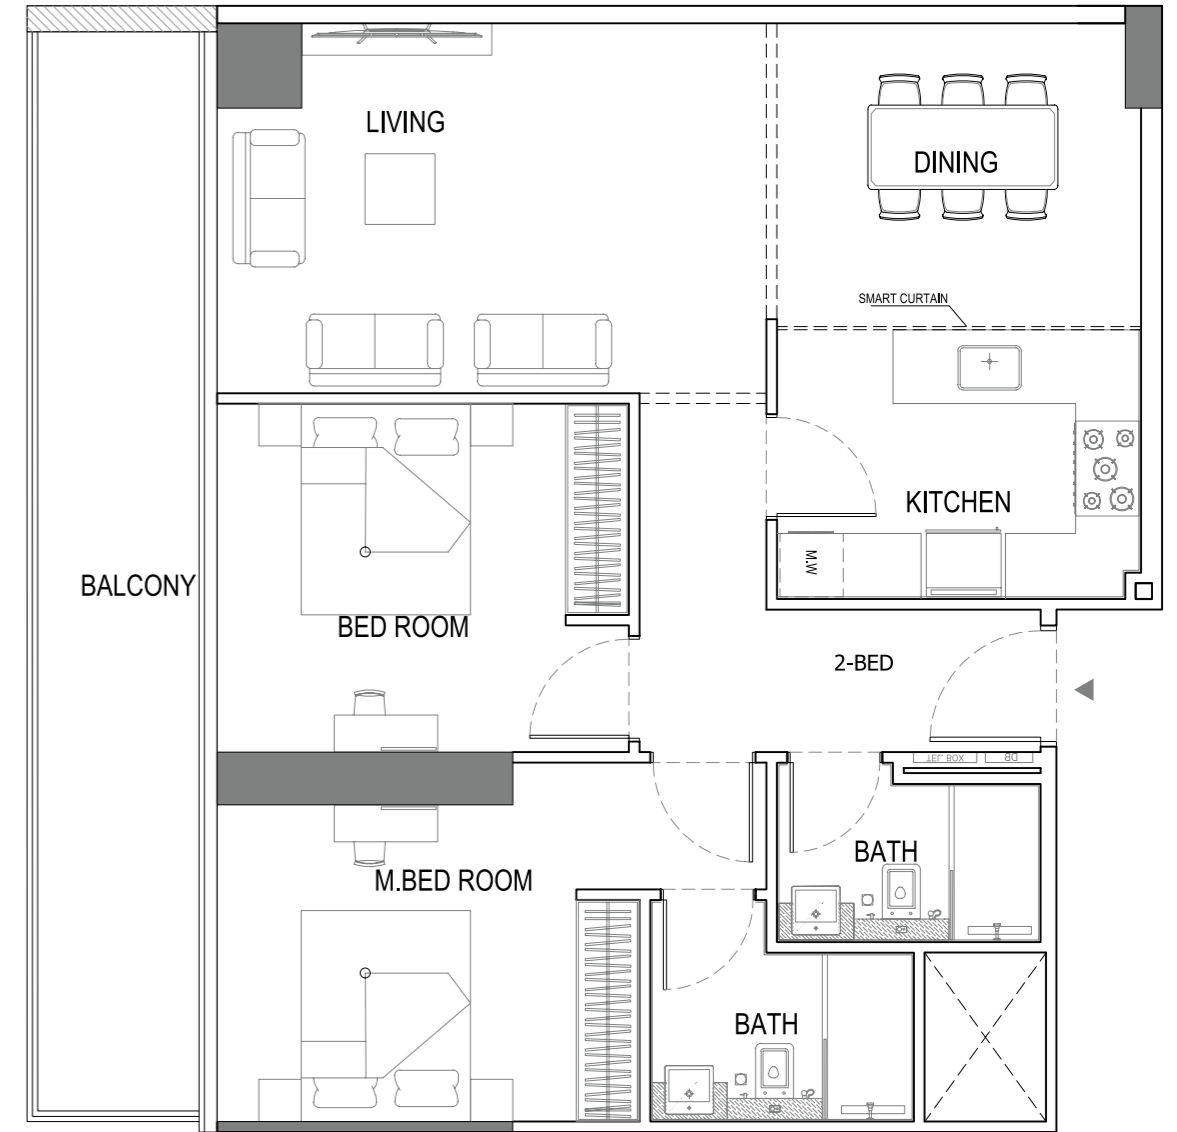 LIVING
DINING
SMART CURTAIN
KITCHEN
M.W
BALCONY
BED ROOM
2-BED
TEL. BOX
DB
BATH
M.BED ROOM
BATH